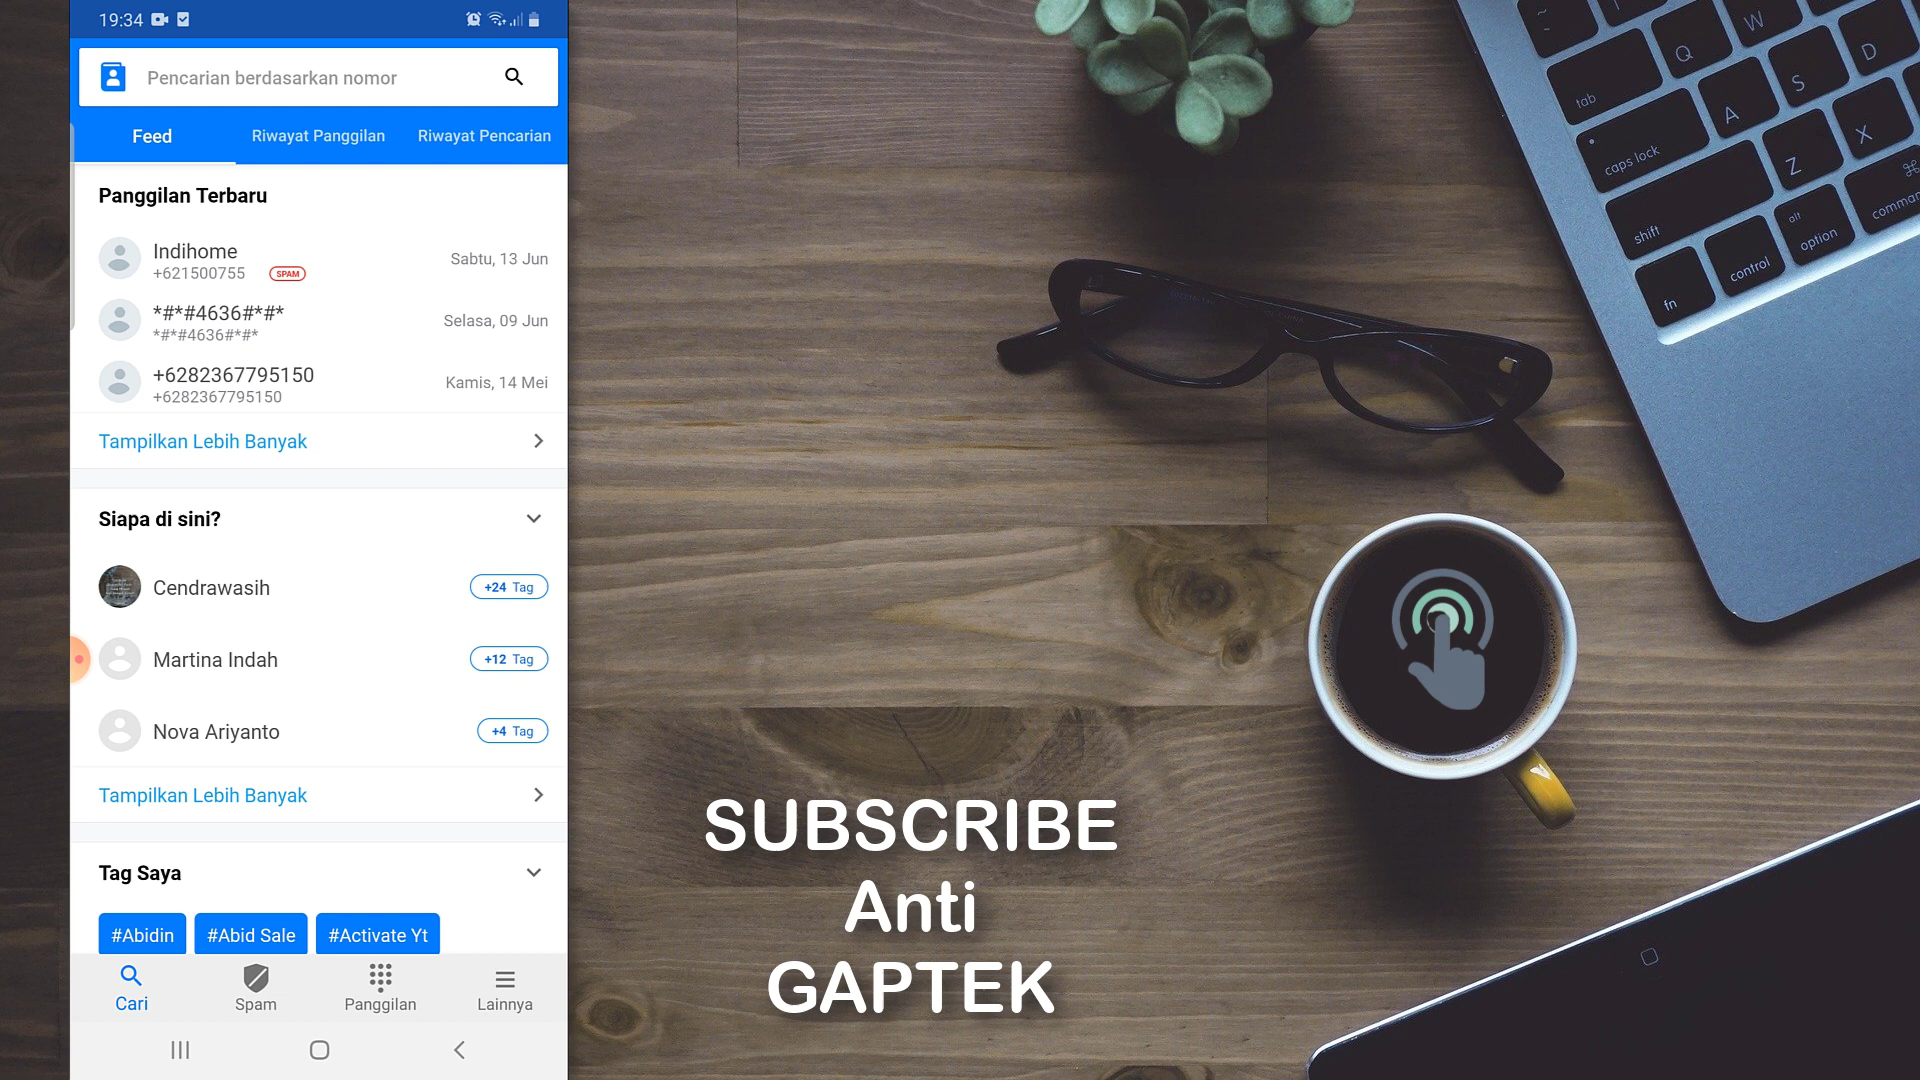 19:34
Pencarian berdasarkan nomor
Feed
Riwayat Panggilan
Riwayat Pencarian
Panggilan Terbaru
Indihome
+621500755
SPAM
Sabtu, 13 Jun
*#*#4636#*#*
*#*#4636#*#*
Selasa, 09 Jun
+6282367795150
+6282367795150
Kamis, 14 Mei
Tampilkan Lebih Banyak
Siapa di sini?
Cendrawasih
+24 Tag
Martina Indah
+12 Tag
Nova Ariyanto
+4 Tag
Tampilkan Lebih Banyak
Tag Saya
#Abidin
#Abid Sale
#Activate Yt
Cari
Spam
Panggilan
Lainnya
SUBSCRIBE
Anti
GAPTEK
Q
W
tab
A
S
D
caps lock
Z
X
shift
fn
control
alt
option
comman